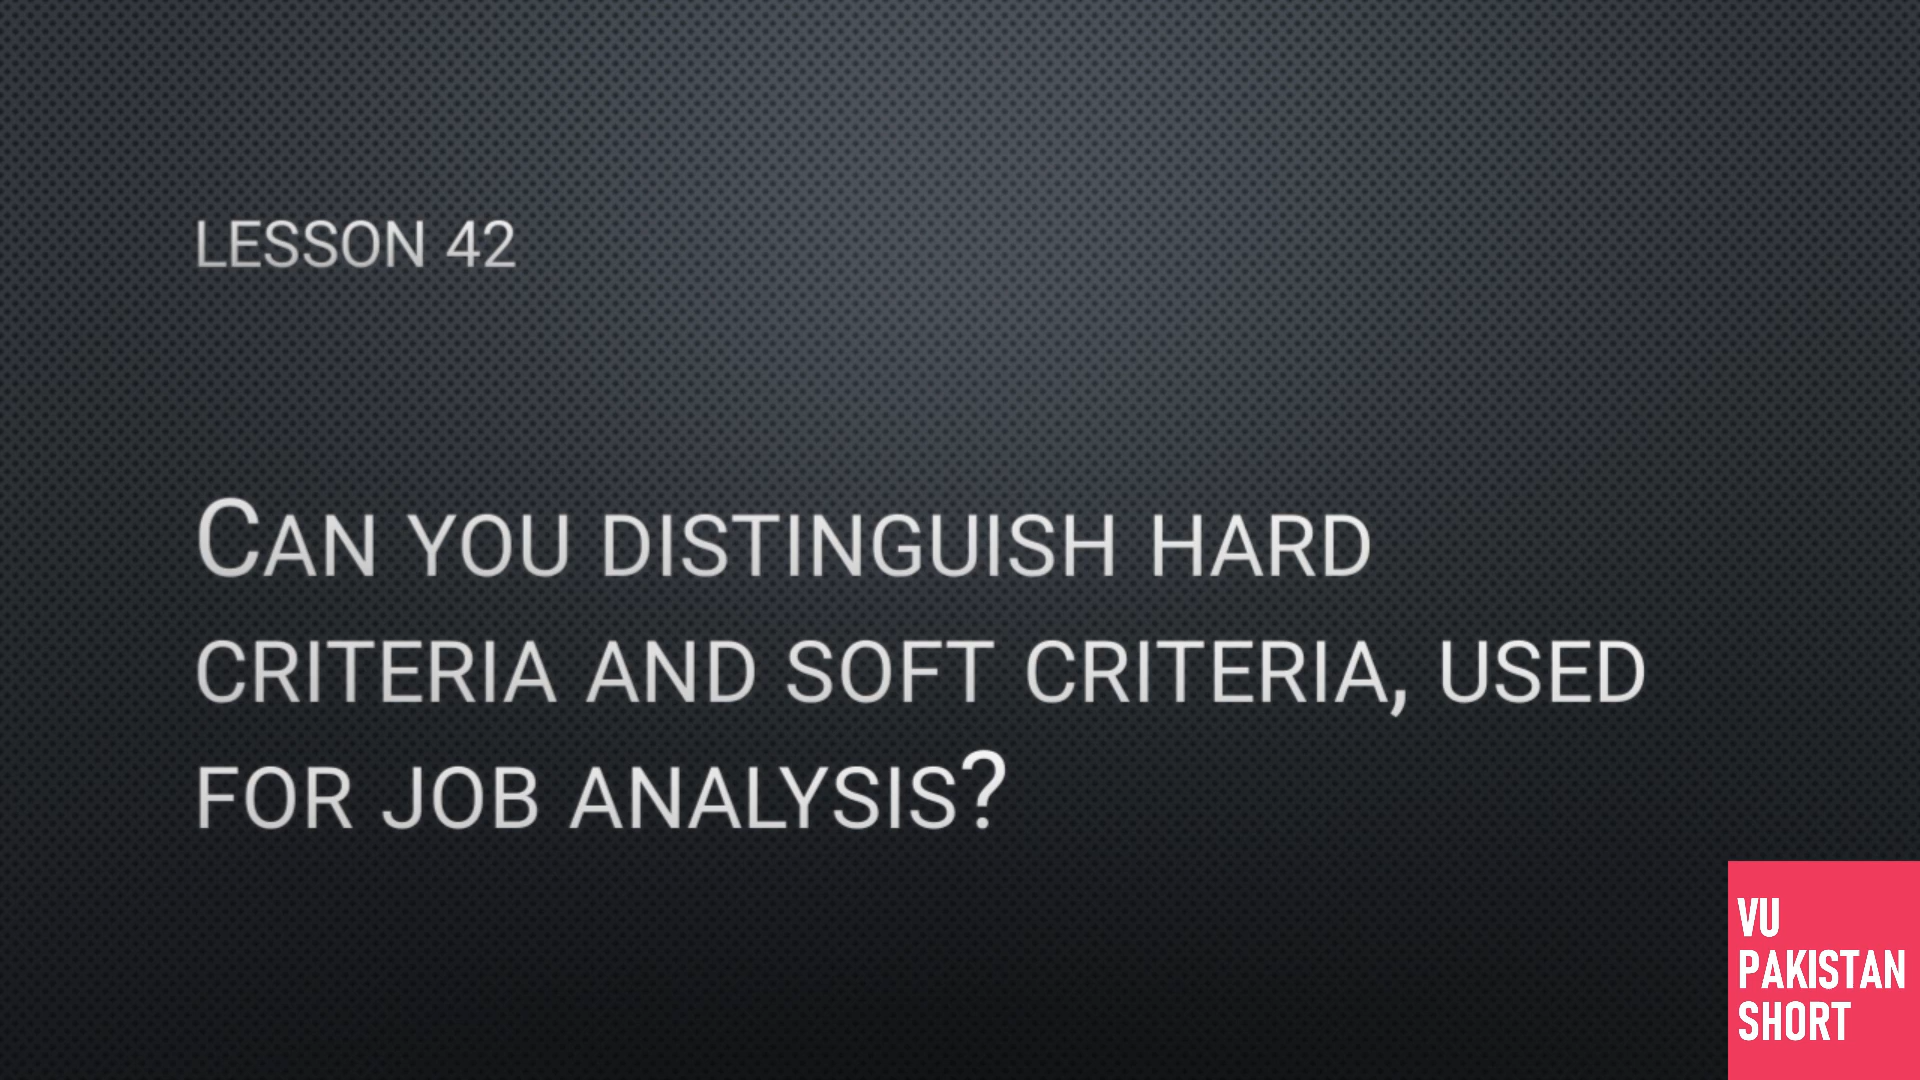 LESSON 42
CAN YOU DISTINGUISH HARD
CRITERIA AND SOFT CRITERIA, USED
FOR JOB ANALYSIS?
VU
PAKISTAN
SHORT